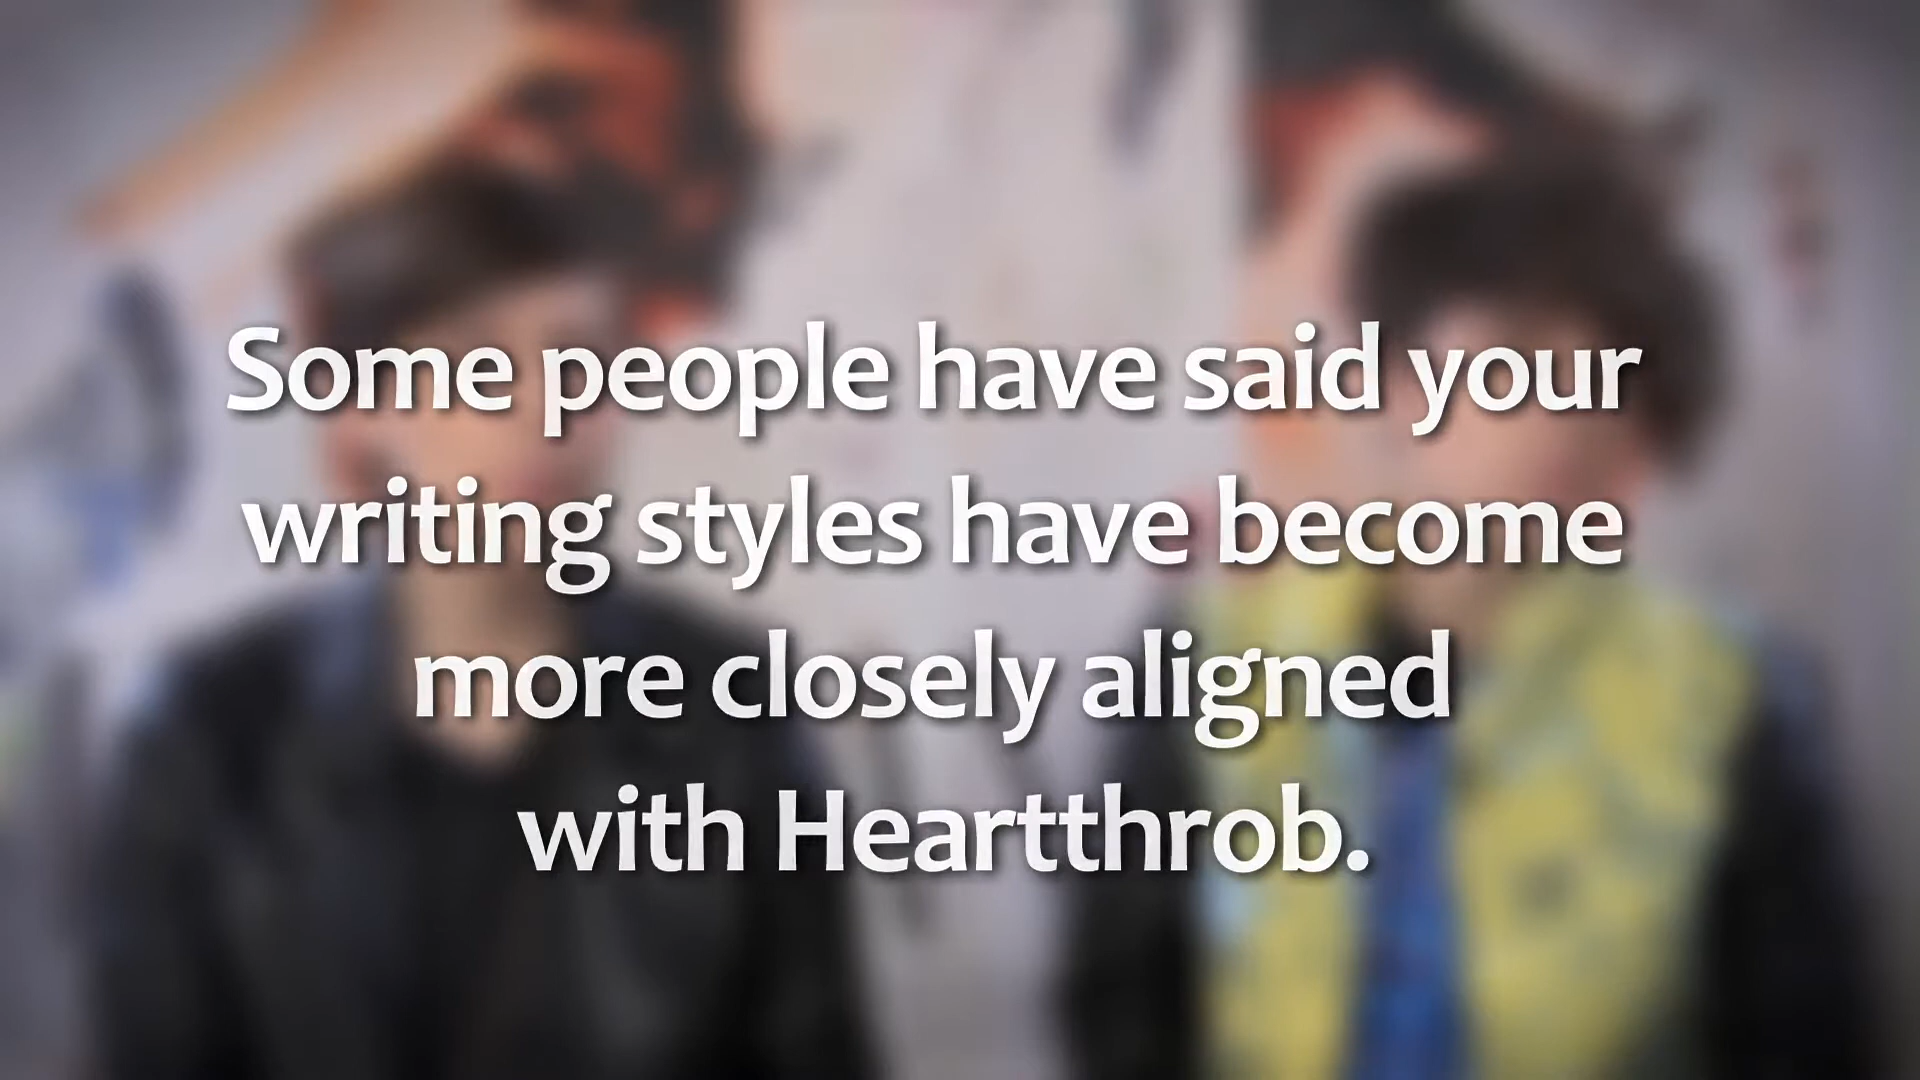 Some people have said your
writing styles have become
more closely aligned
with Heartthrob.